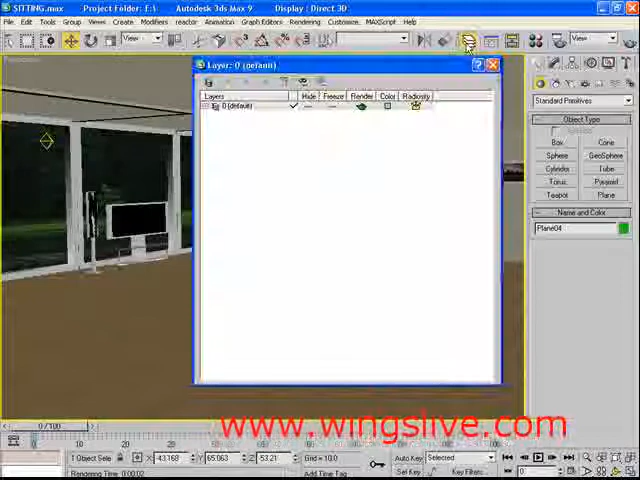 SITTING.max - Project Folder: E:\ - Autodesk 3ds Max 9 - Display : Direct 3D
File Edit Tools Group Views Create Modifiers reactor Animation Graph Editors Rendering Customize MAXScript Help
View View
Perspective
Layer: 0 (default)
Layers Hide Freeze Render Color Radiosity
0 (default)
Standard Primitives
Object Type
AutoGrid
Box Cone
Sphere GeoSphere
Cylinder Tube
Torus Pyramid
Teapot Plane
Name and Color
Plane04
0 / 100
www.wingslive.com
0 10 20 30 40 50 60 70 80 90 100
1 Object Sele X -43.168 Y 65.063 Z 53.21 Grid = 10.0 Auto Key Selected
Rendering Time 0:00:02 Add Time Tag Set Key Key Filters... 0